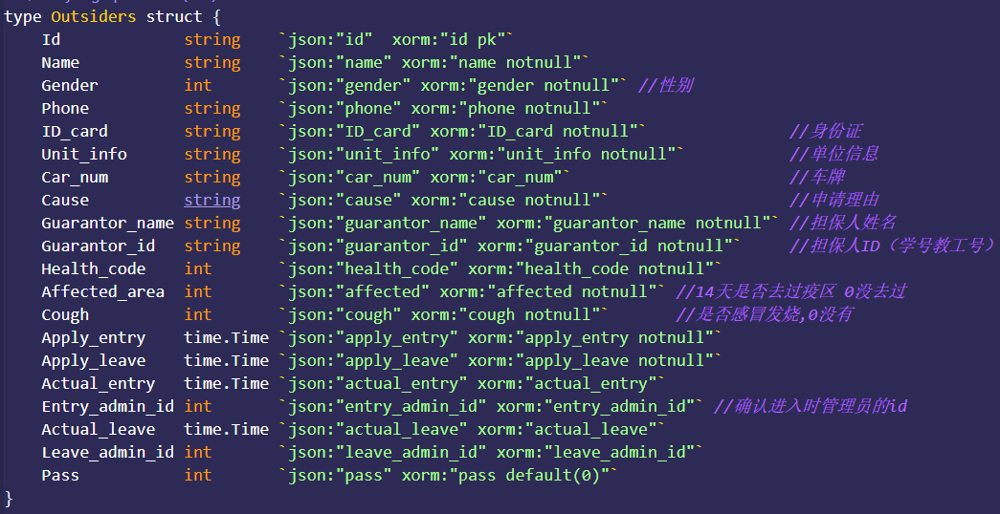 type Outsiders struct {
Id string `json:"id" xorm:"id pk"`
Name string `json:"name" xorm:"name notnull"`
Gender int `json:"gender" xorm:"gender notnull"` //性别
Phone string `json:"phone" xorm:"phone notnull"`
ID_card string `json:"ID_card" xorm:"ID_card notnull"` //身份证
Unit_info string `json:"unit_info" xorm:"unit_info notnull"` //单位信息
Car_num string `json:"car_num" xorm:"car_num"` //车牌
Cause string `json:"cause" xorm:"cause notnull"` //申请理由
Guarantor_name string `json:"guarantor_name" xorm:"guarantor_name notnull"` //担保人姓名
Guarantor_id string `json:"guarantor_id" xorm:"guarantor_id notnull"` //担保人ID（学号教工号）
Health_code int `json:"health_code" xorm:"health_code notnull"`
Affected_area int `json:"affected" xorm:"affected notnull"` //14天是否去过疫区 0没去过
Cough int `json:"cough" xorm:"cough notnull"` //是否感冒发烧,0没有
Apply_entry time.Time `json:"apply_entry" xorm:"apply_entry notnull"`
Apply_leave time.Time `json:"apply_leave" xorm:"apply_leave notnull"`
Actual_entry time.Time `json:"actual_entry" xorm:"actual_entry"`
Entry_admin_id int `json:"entry_admin_id" xorm:"entry_admin_id"` //确认进入时管理员的id
Actual_leave time.Time `json:"actual_leave" xorm:"actual_leave"`
Leave_admin_id int `json:"leave_admin_id" xorm:"leave_admin_id"`
Pass int `json:"pass" xorm:"pass default(0)"`
}